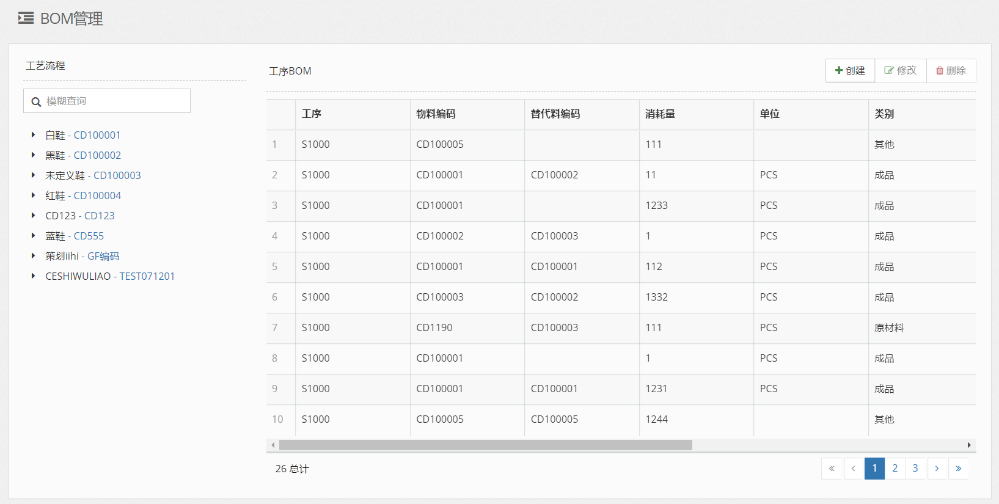 BOM管理
工艺流程
模糊查询
白鞋 - CD100001
黑鞋 - CD100002
未定义鞋 - CD100003
红鞋 - CD100004
CD123 - CD123
蓝鞋 - CD555
策划iihi - GF编码
CESHIWULIAO - TEST071201
工序BOM
创建 修改 删除
工序 物料编码 替代料编码 消耗量 单位 类别
1 S1000 CD100005 111 其他
2 S1000 CD100001 CD100002 11 PCS 成品
3 S1000 CD100001 1233 PCS 成品
4 S1000 CD100002 CD100003 1 PCS 成品
5 S1000 CD100001 CD100001 112 PCS 成品
6 S1000 CD100003 CD100002 1332 PCS 成品
7 S1000 CD1190 CD100003 111 PCS 原材料
8 S1000 CD100001 1 PCS 成品
9 S1000 CD100001 CD100001 1231 PCS 成品
10 S1000 CD100005 CD100005 1244 其他
26 总计
« ‹ 1 2 3 › »